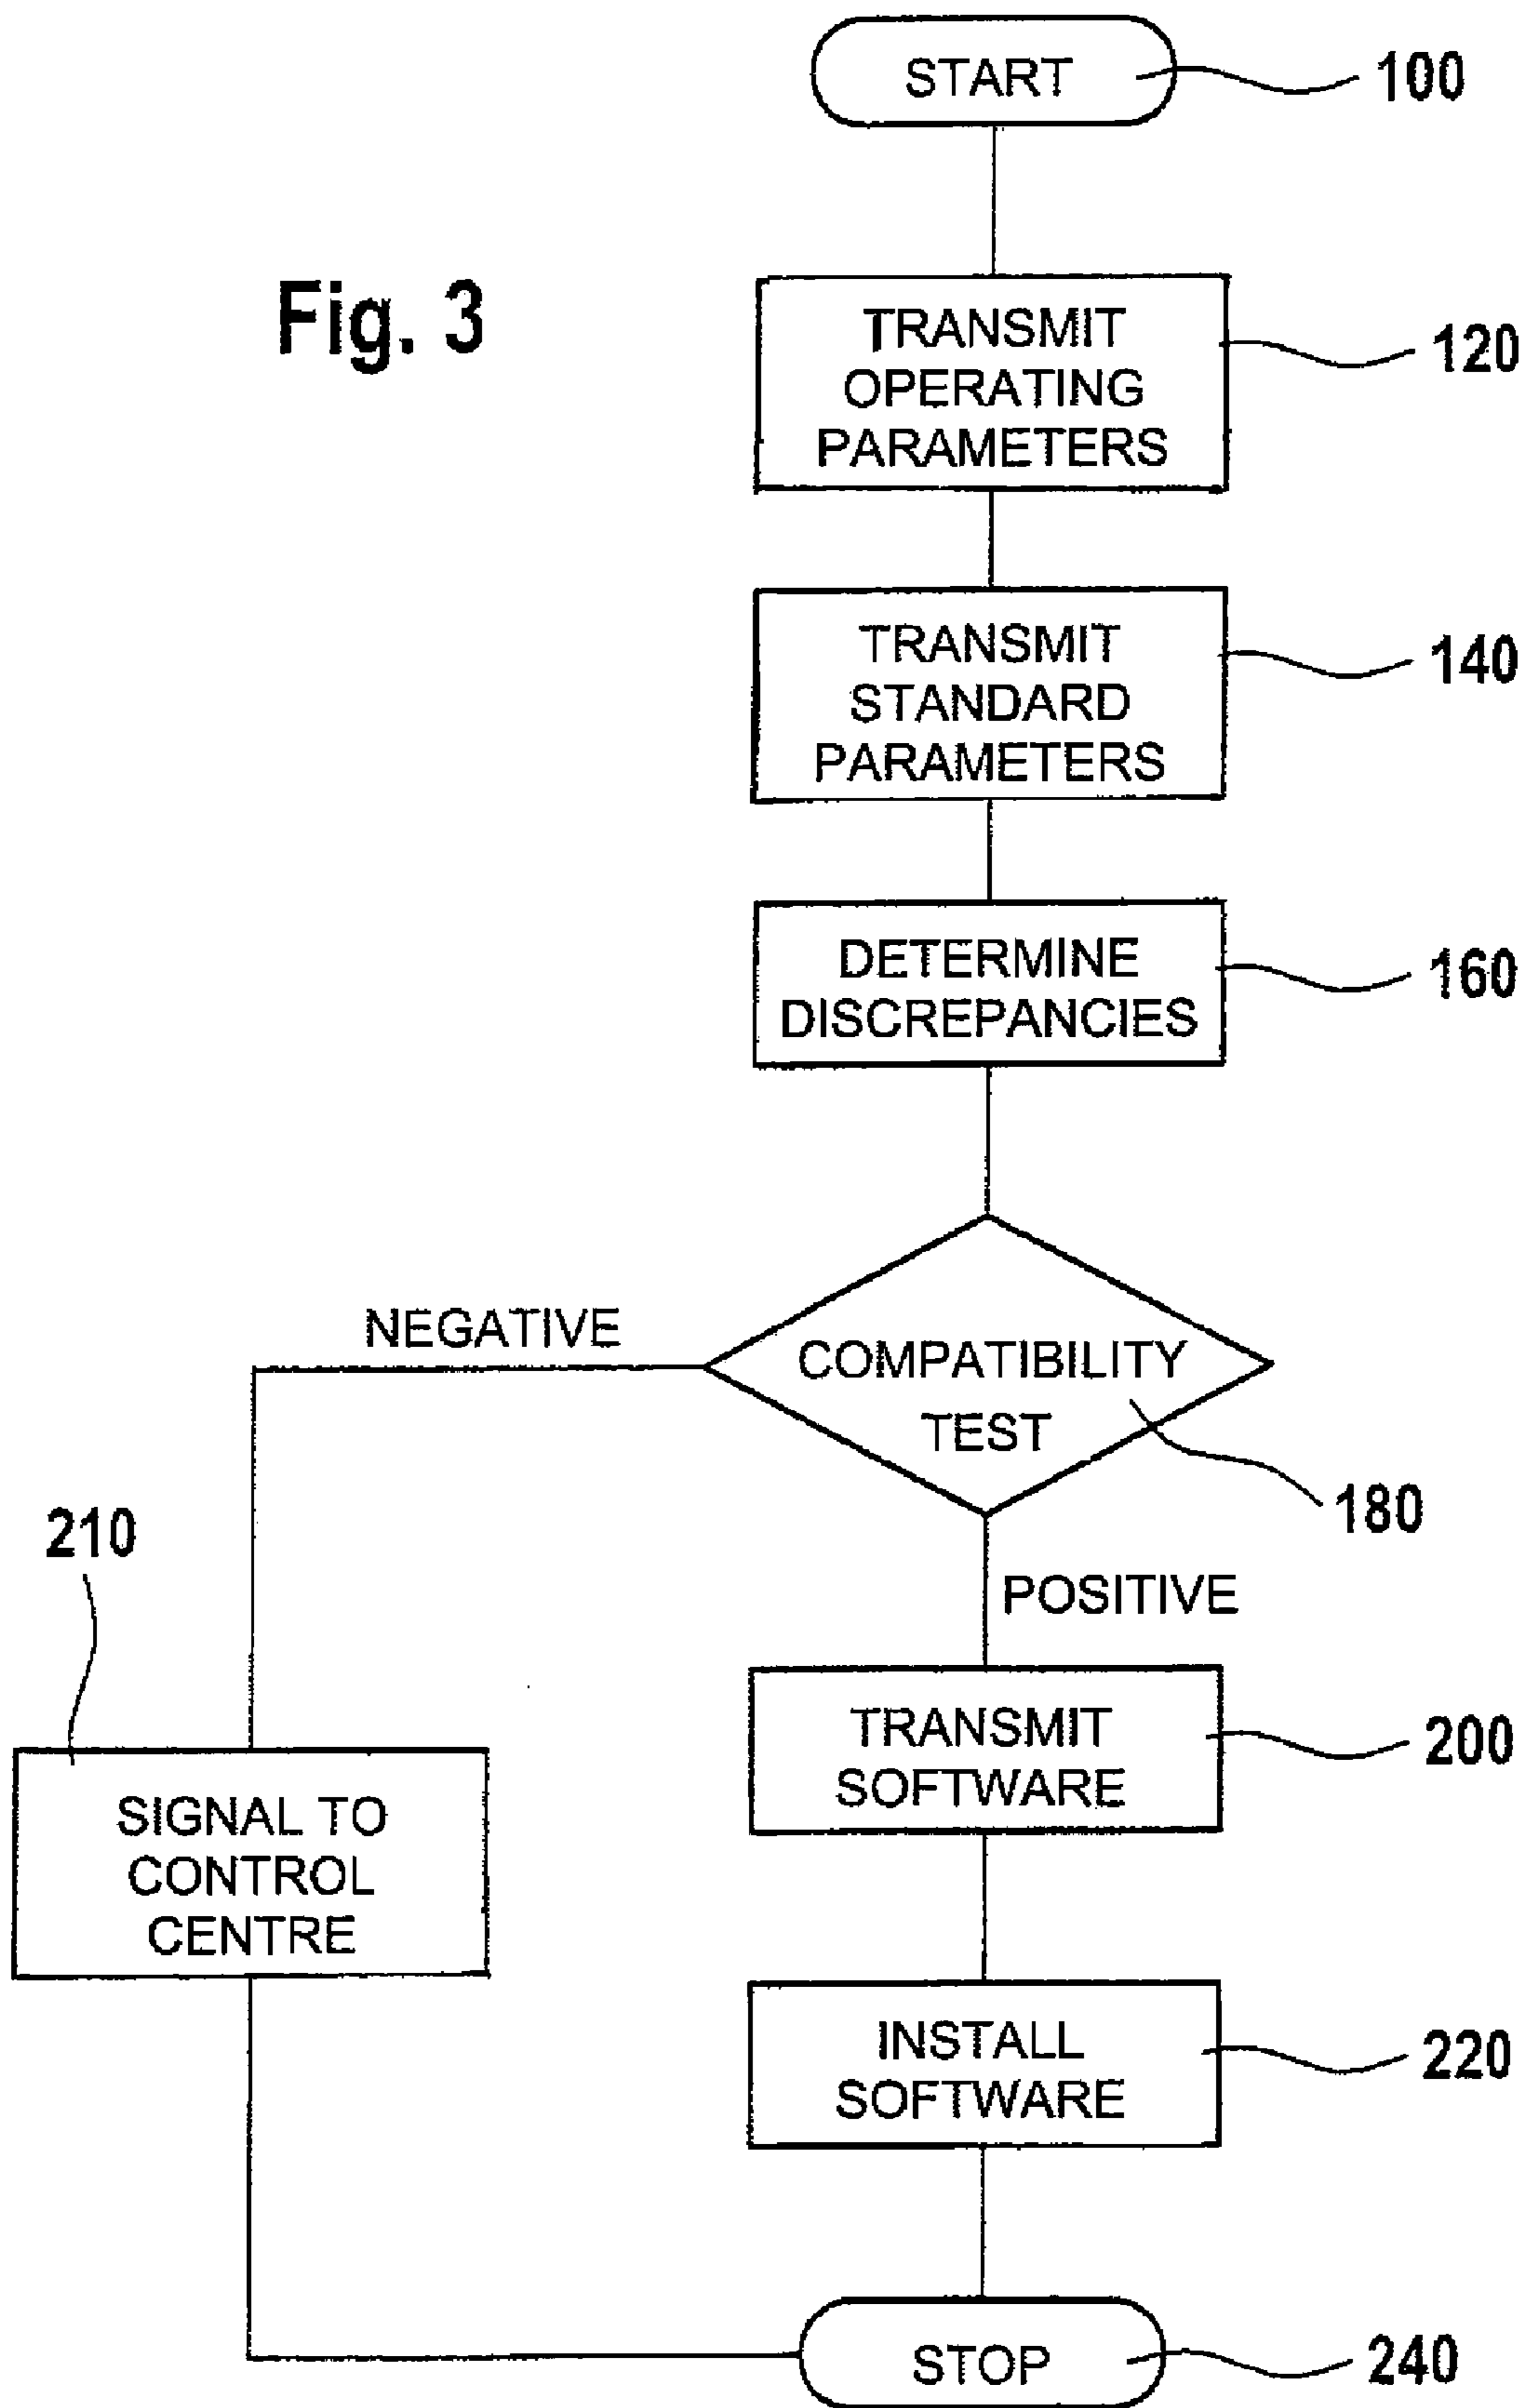 START
100
Fig. 3
TRANSMIT
OPERATING
PARAMETERS
120
TRANSMIT
STANDARD
PARAMETERS
140
DETERMINE
DISCREPANCIES
160
NEGATIVE
COMPATIBILITY
TEST
180
210
POSITIVE
TRANSMIT
SOFTWARE
200
SIGNAL TO
CONTROL
CENTRE
INSTALL
SOFTWARE
220
STOP
240